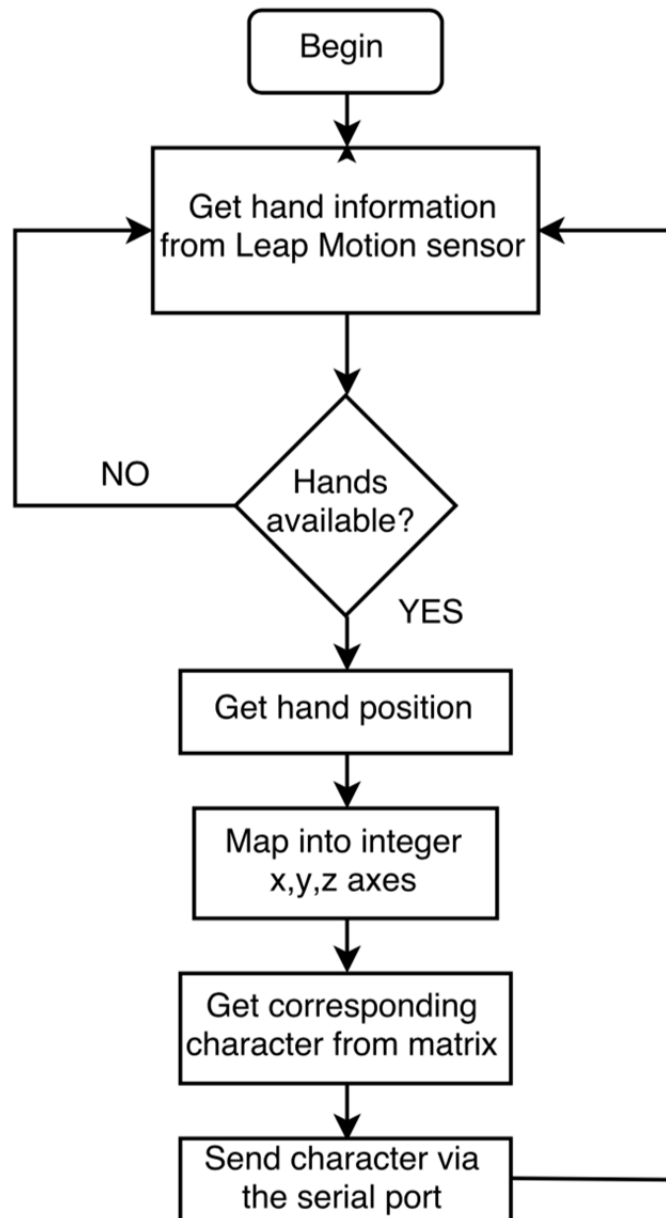 Begin
Get hand information
from Leap Motion sensor
NO
Hands
available?
YES
Get hand position
Map into integer
x,y,z axes
Get corresponding
character from matrix
Send character via
the serial port